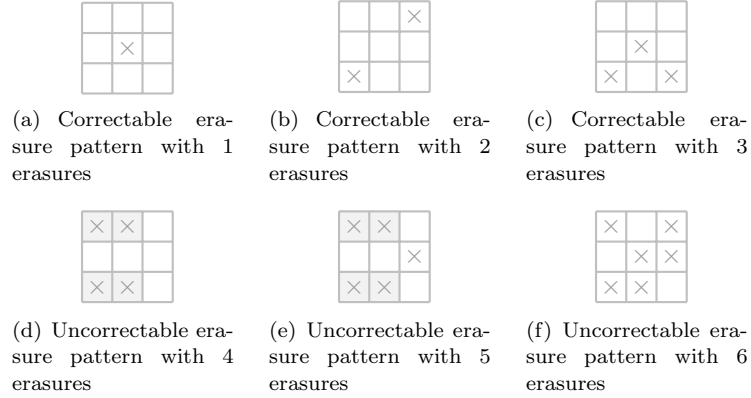 (a) Correctable era-
sure pattern with 1
erasures
(b) Correctable era-
sure pattern with 2
erasures
(c) Correctable era-
sure pattern with 3
erasures
(d) Uncorrectable era-
sure pattern with 4
erasures
(e) Uncorrectable era-
sure pattern with 5
erasures
(f) Uncorrectable era-
sure pattern with 6
erasures